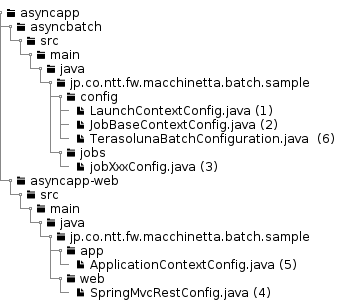 asyncapp
asyncbatch
src
main
java
jp.co.ntt.fw.macchinetta.batch.sample
config
LaunchContextConfig.java (1)
JobBaseContextConfig.java (2)
TerasolunaBatchConfiguration.java (6)
jobs
jobXxxConfig.java (3)
asyncapp-web
src
main
java
jp.co.ntt.fw.macchinetta.batch.sample
app
ApplicationContextConfig.java (5)
web
SpringMvcRestConfig.java (4)